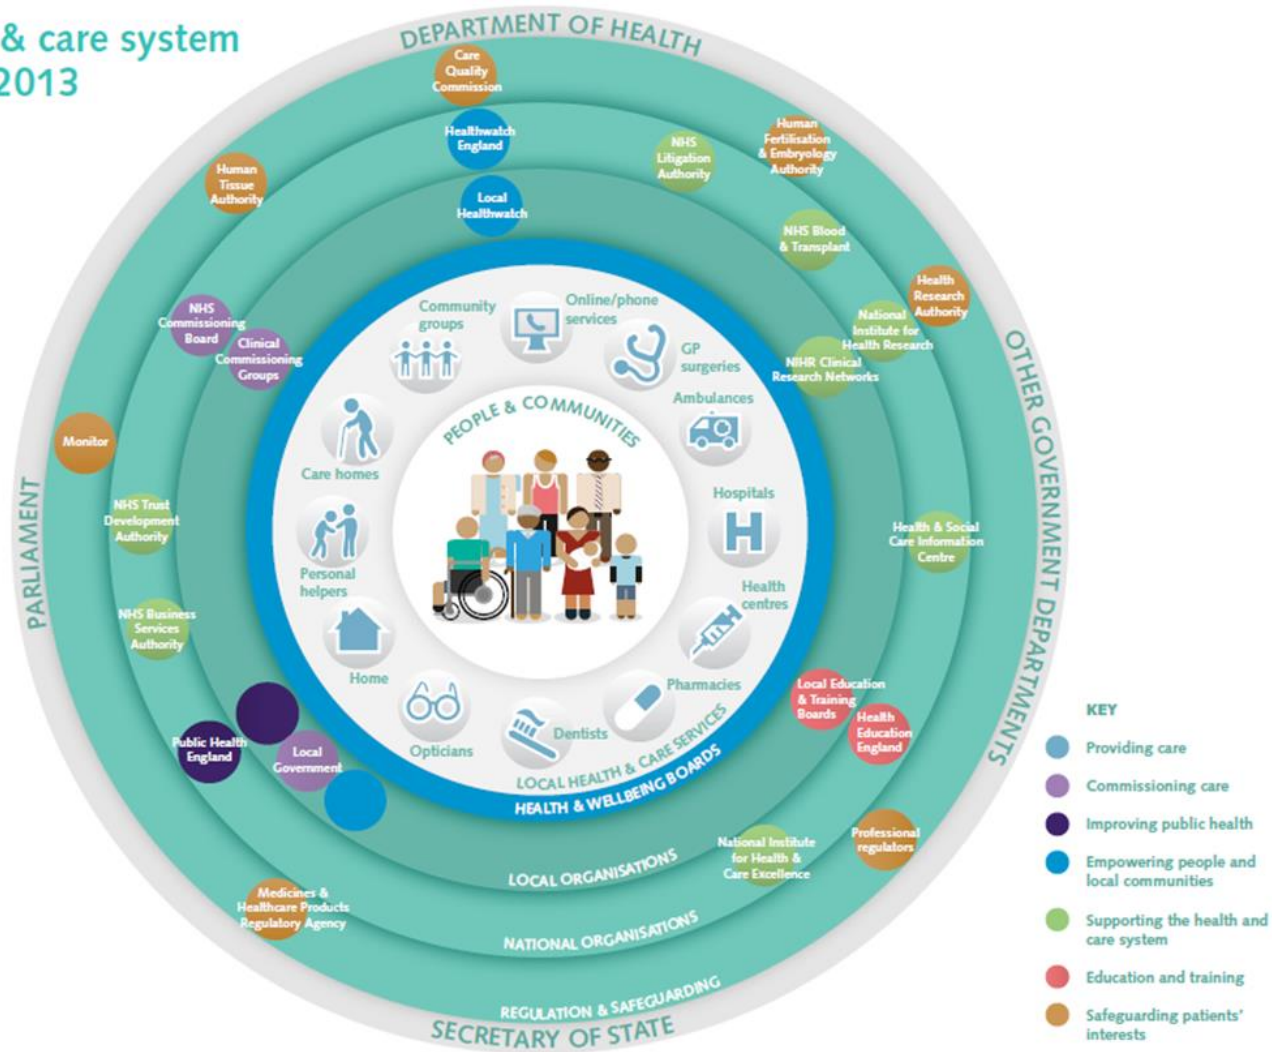 & care system
2013
DEPARTMENT OF HEALTH
Care
Quality
Commission
Healthwatch
England
Local
Healthwatch
NHS
Litigation
Authority
Human
Fertilisation
& Embryology
Authority
Human
Tissue
Authority
NHS Blood
& Transplant
Health
Research
Authority
National
Institute for
Health Research
NIHR Clinical
Research Networks
NHS
Commissioning
Board
Clinical
Commissioning
Groups
Community
groups
Online/phone
services
GP
surgeries
Ambulances
PEOPLE & COMMUNITIES
Care homes
Hospitals
H
Monitor
NHS Trust
Development
Authority
Health & Social
Care Information
Centre
PARLIAMENT
OTHER GOVERNMENT DEPARTMENTS
Personal
helpers
Health
centres
NHS Business
Services
Authority
Home
Pharmacies
Opticians
Dentists
Local Education
& Training
Boards
Health
Education
England
Public Health
England
Local
Government
LOCAL HEALTH & CARE SERVICES
HEALTH & WELLBEING BOARDS
National Institute
for Health &
Care Excellence
Professional
regulators
Medicines &
Healthcare Products
Regulatory Agency
LOCAL ORGANISATIONS
NATIONAL ORGANISATIONS
REGULATION & SAFEGUARDING
SECRETARY OF STATE
KEY
Providing care
Commissioning care
Improving public health
Empowering people and
local communities
Supporting the health and
care system
Education and training
Safeguarding patients'
interests